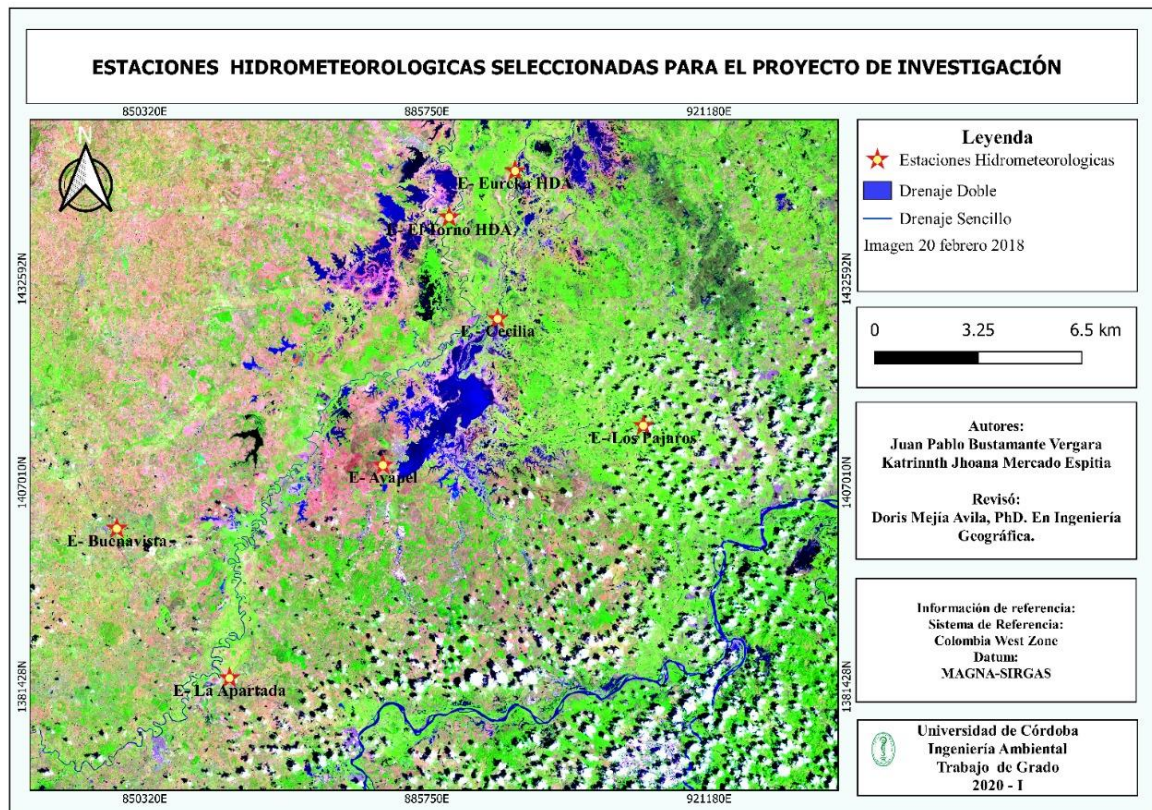 ESTACIONES HIDROMETEOROLOGICAS SELECCIONADAS PARA EL PROYECTO DE INVESTIGACIÓN
850320E 885750E 921180E
N
E- Eureka HDA
E- El Torno HDA
1432592N 1432592N
E - Cecilia
E- Los Pajaros
E- Ayapel
1407010N 1407010N
E- Buenavista
E- La Apartada
1381428N 1381428N
850320E 885750E 921180E
Leyenda
Estaciones Hidrometeorologicas
Drenaje Doble
Drenaje Sencillo
Imagen 20 febrero 2018
0 3.25 6.5 km
Autores:
Juan Pablo Bustamante Vergara
Katrinnth Jhoana Mercado Espitia
Revisó:
Doris Mejía Avila, PhD. En Ingeniería
Geográfica.
Información de referencia:
Sistema de Referencia:
Colombia West Zone
Datum:
MAGNA-SIRGAS
Universidad de Córdoba
Ingeniería Ambiental
Trabajo de Grado
2020 - I